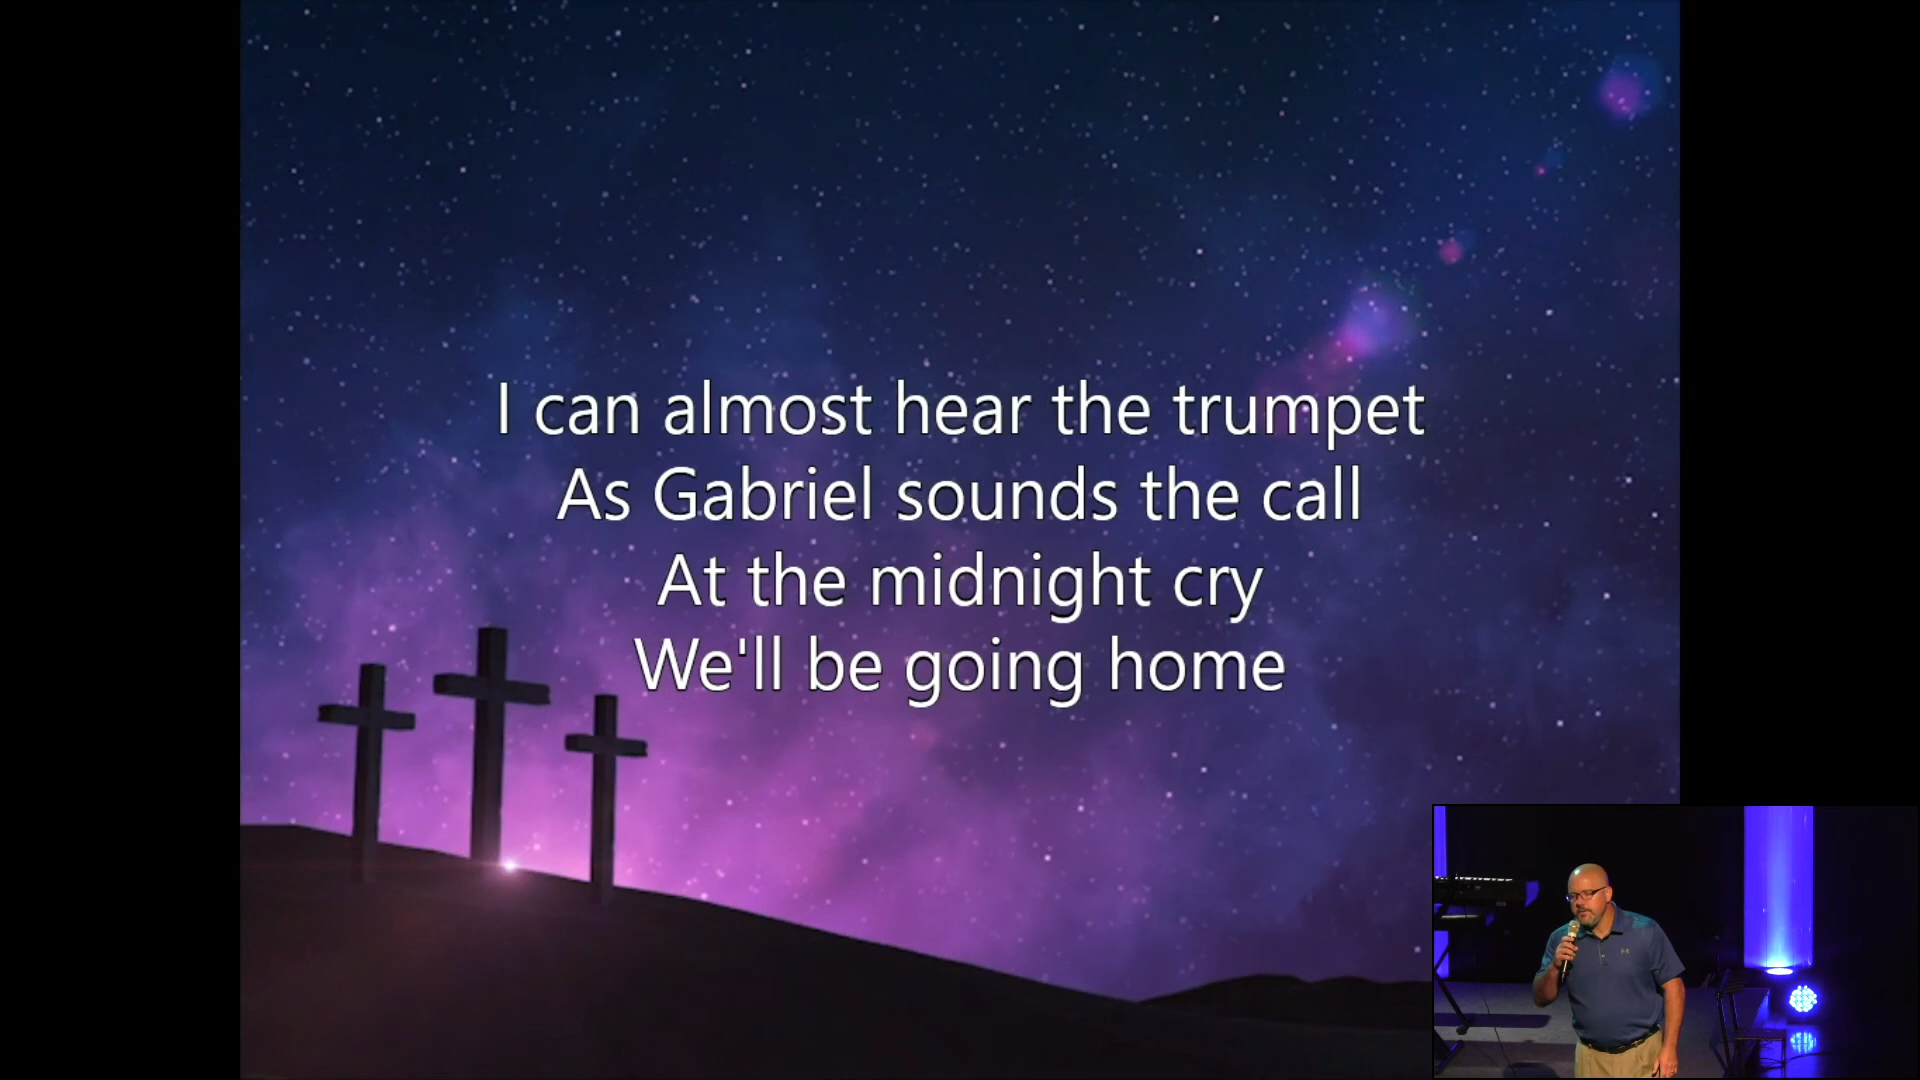 I can almost hear the trumpet
As Gabriel sounds the call
At the midnight cry
We'll be going home